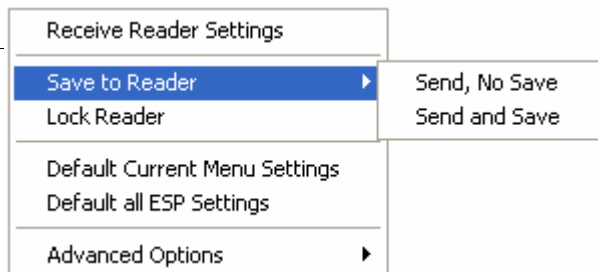 Receive Reader Settings
Save to Reader
Send, No Save
Lock Reader
Send and Save
Default Current Menu Settings
Default all ESP Settings
Advanced Options